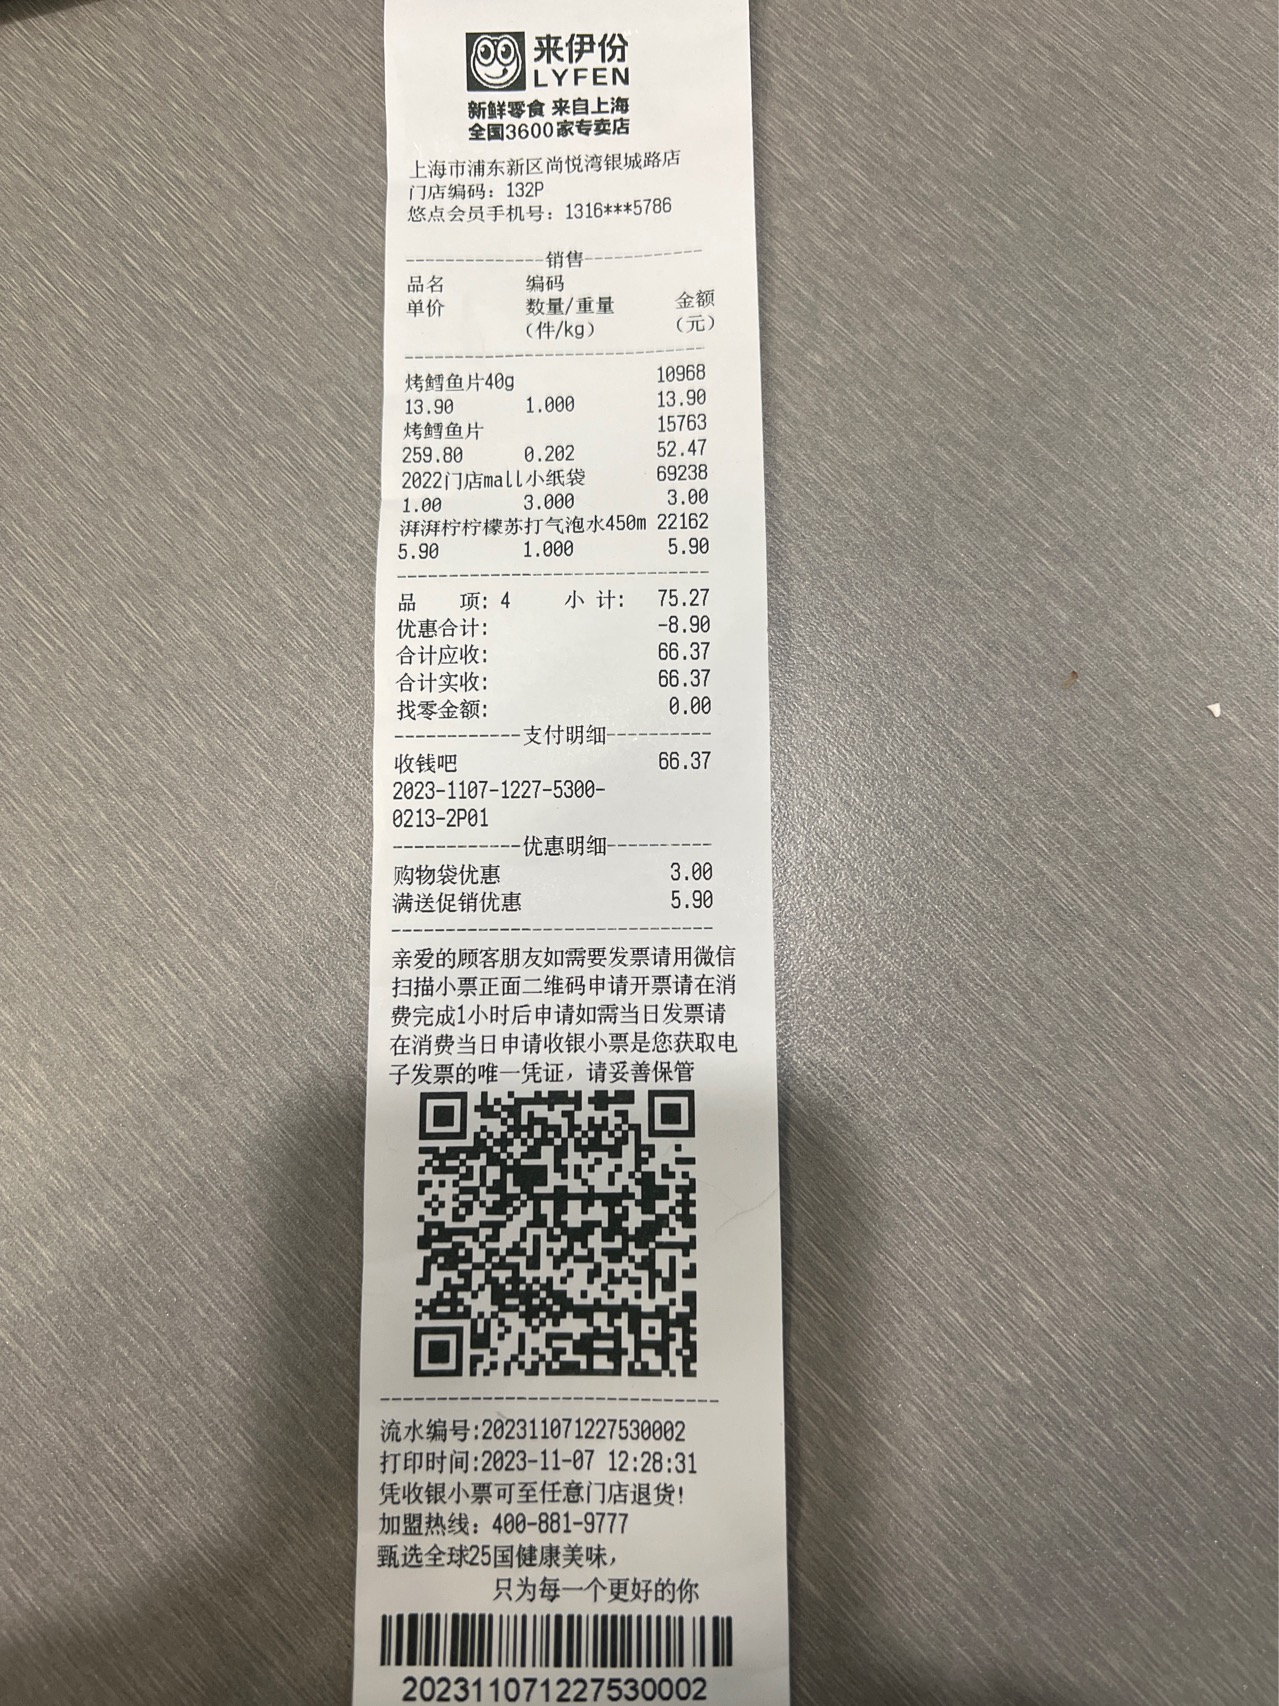 来伊份
LYFEN
新鲜零食 来自上海
全国3600家专卖店
上海市浦东新区尚悦湾银城路店
门店编码：132P
悠点会员手机号：1316***5786
--------------销售------------
品名 编码
单价 数量/重量 金额
（件/kg） （元）
烤鳕鱼片40g 10968
13.90 1.000 13.90
烤鳕鱼片 15763
259.80 0.202 52.47
2022门店mall小纸袋 69238
1.00 3.000 3.00
湃湃柠柠檬苏打气泡水450m 22162
5.90 1.000 5.90
品 项: 4 小 计: 75.27
优惠合计: -8.90
合计应收: 66.37
合计实收: 66.37
找零金额: 0.00
------------支付明细----------
收钱吧 66.37
2023-1107-1227-5300-
0213-2P01
------------优惠明细----------
购物袋优惠 3.00
满送促销优惠 5.90
亲爱的顾客朋友如需要发票请用微信
扫描小票正面二维码申请开票请在消
费完成1小时后申请如需当日发票请
在消费当日申请收银小票是您获取电
子发票的唯一凭证，请妥善保管
流水编号:202311071227530002
打印时间:2023-11-07 12:28:31
凭收银小票可至任意门店退货!
加盟热线：400-881-9777
甄选全球25国健康美味，
只为每一个更好的你
202311071227530002